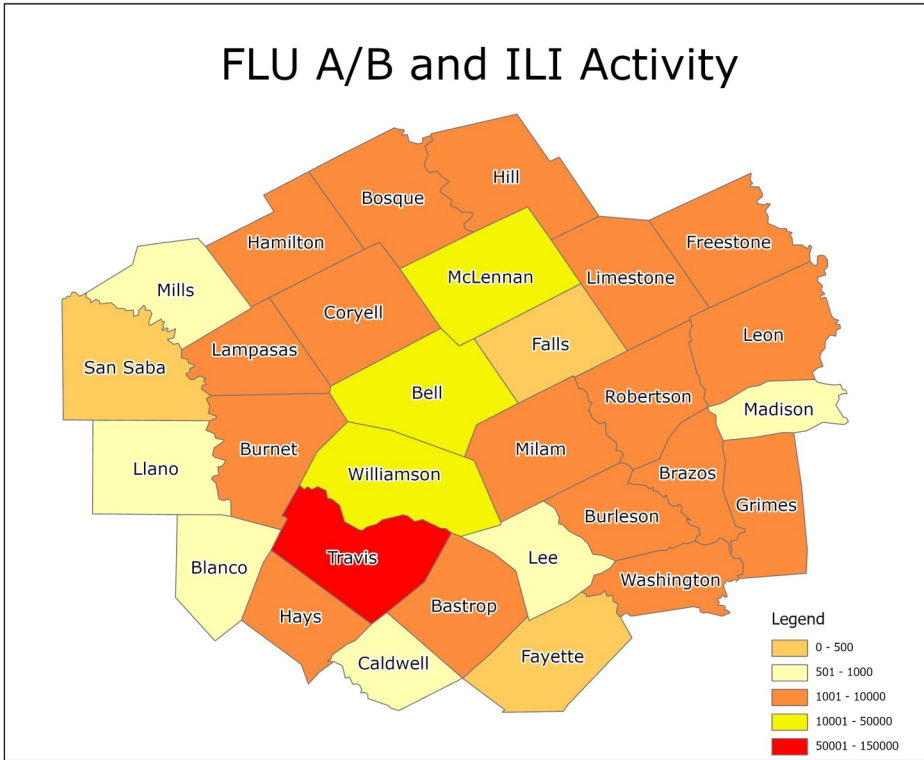 FLU A/B and ILI Activity
Hill
Bosque
Hamilton
Freestone
McLennan
Limestone
Mills
Coryell
Leon
Lampasas
Falls
San Saba
Bell
Robertson
Madison
Burnet
Milam
Llano
Williamson
Brazos
Grimes
Burleson
Travis
Lee
Blanco
Washington
Bastrop
Hays
Fayette
Caldwell
Legend
0 - 500
501 - 1000
1001 - 10000
10001 - 50000
50001 - 150000